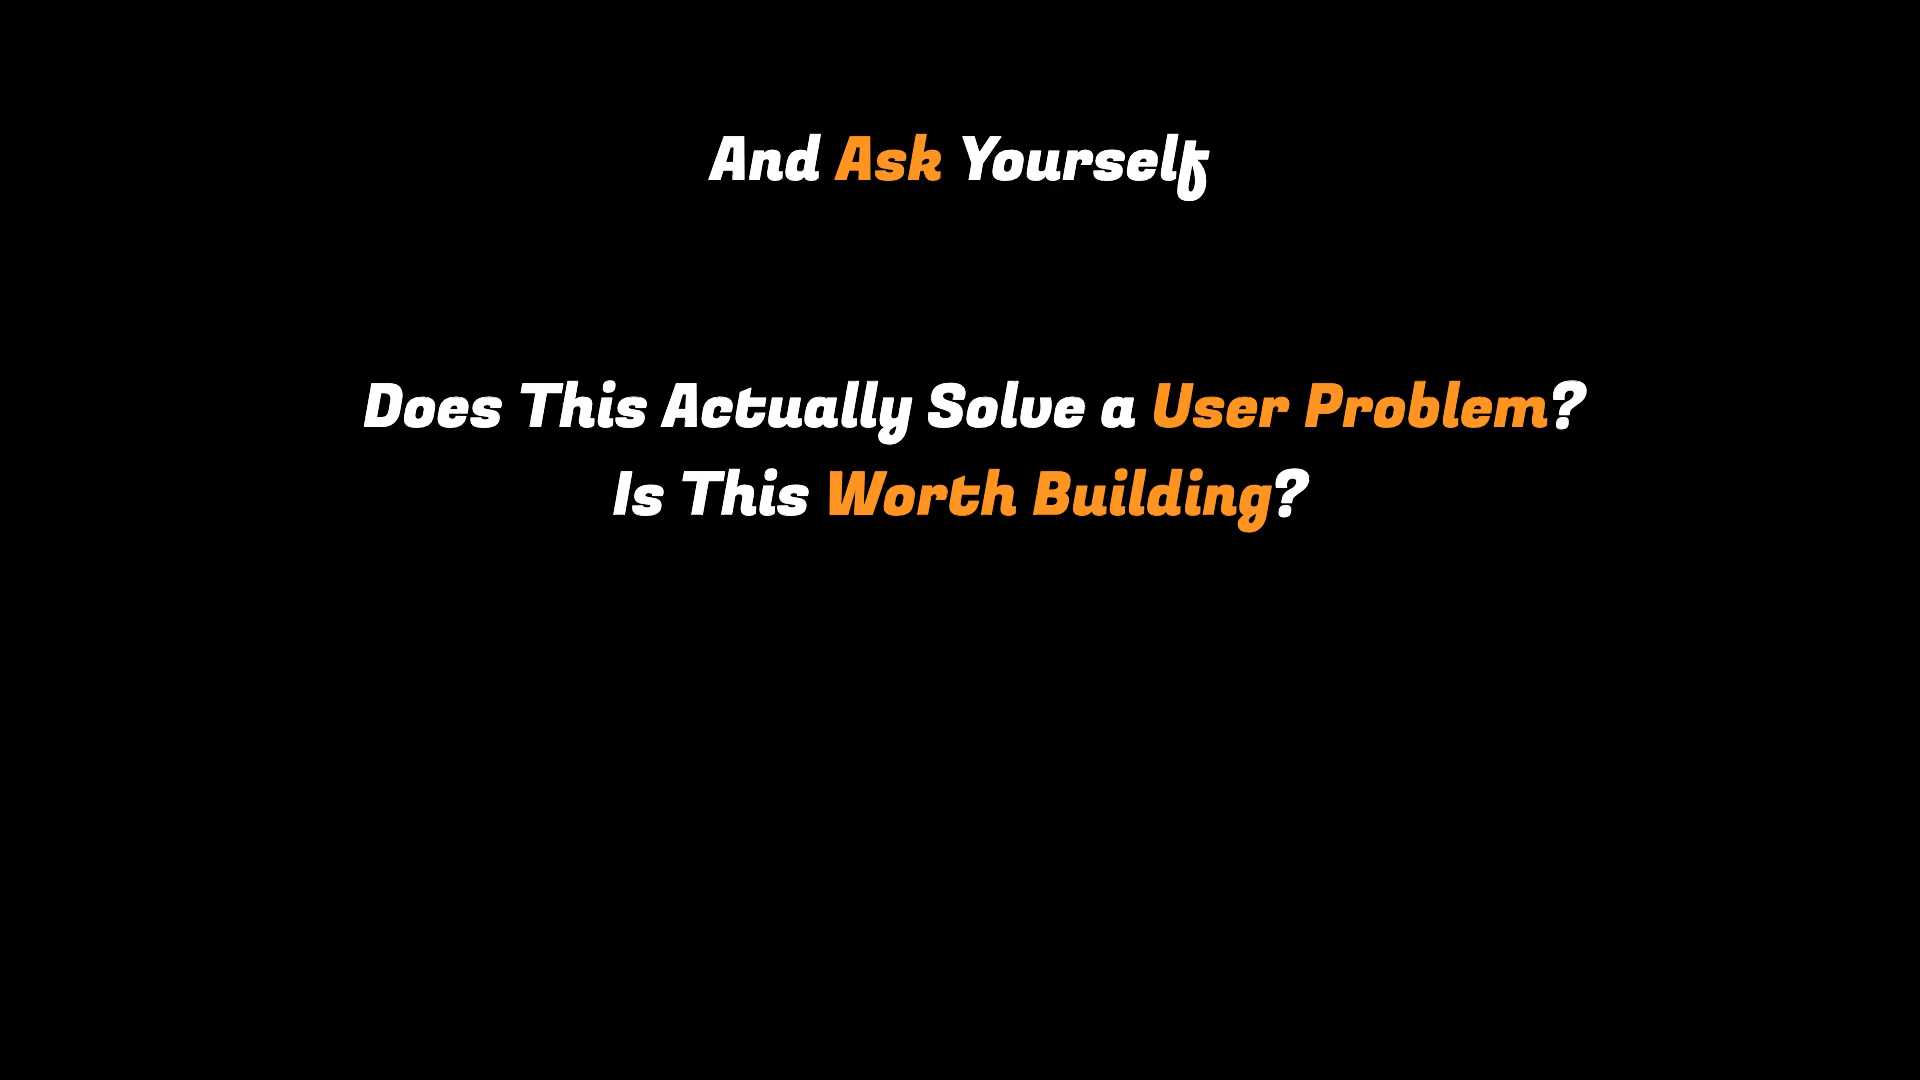 And Ask Yourself
Does This Actually Solve a User Problem?
Is This Worth Building?